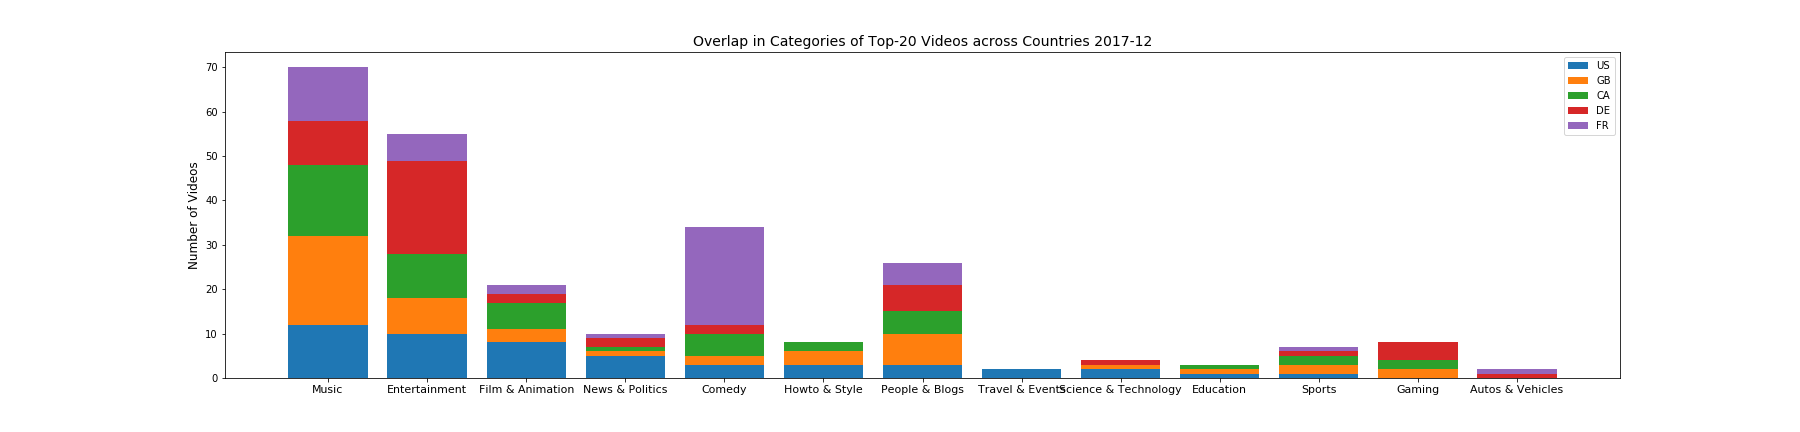 Overlap in Categories of Top-20 Videos across Countries 2017-12
US
GB
CA
DE
FR
Number of Videos
70
60
50
40
30
20
10
0
Music Entertainment Film & Animation News & Politics Comedy Howto & Style People & Blogs Travel & Events Science & Technology Education Sports Gaming Autos & Vehicles